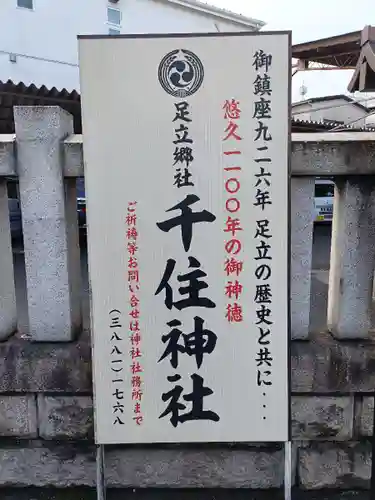 御鎮座九二六年 足立の歴史と共に...
悠久一一〇〇年の御神徳
足立郷社
千住神社
ご祈祷等お問い合せは神社社務所まで
(三八八一)一七六八